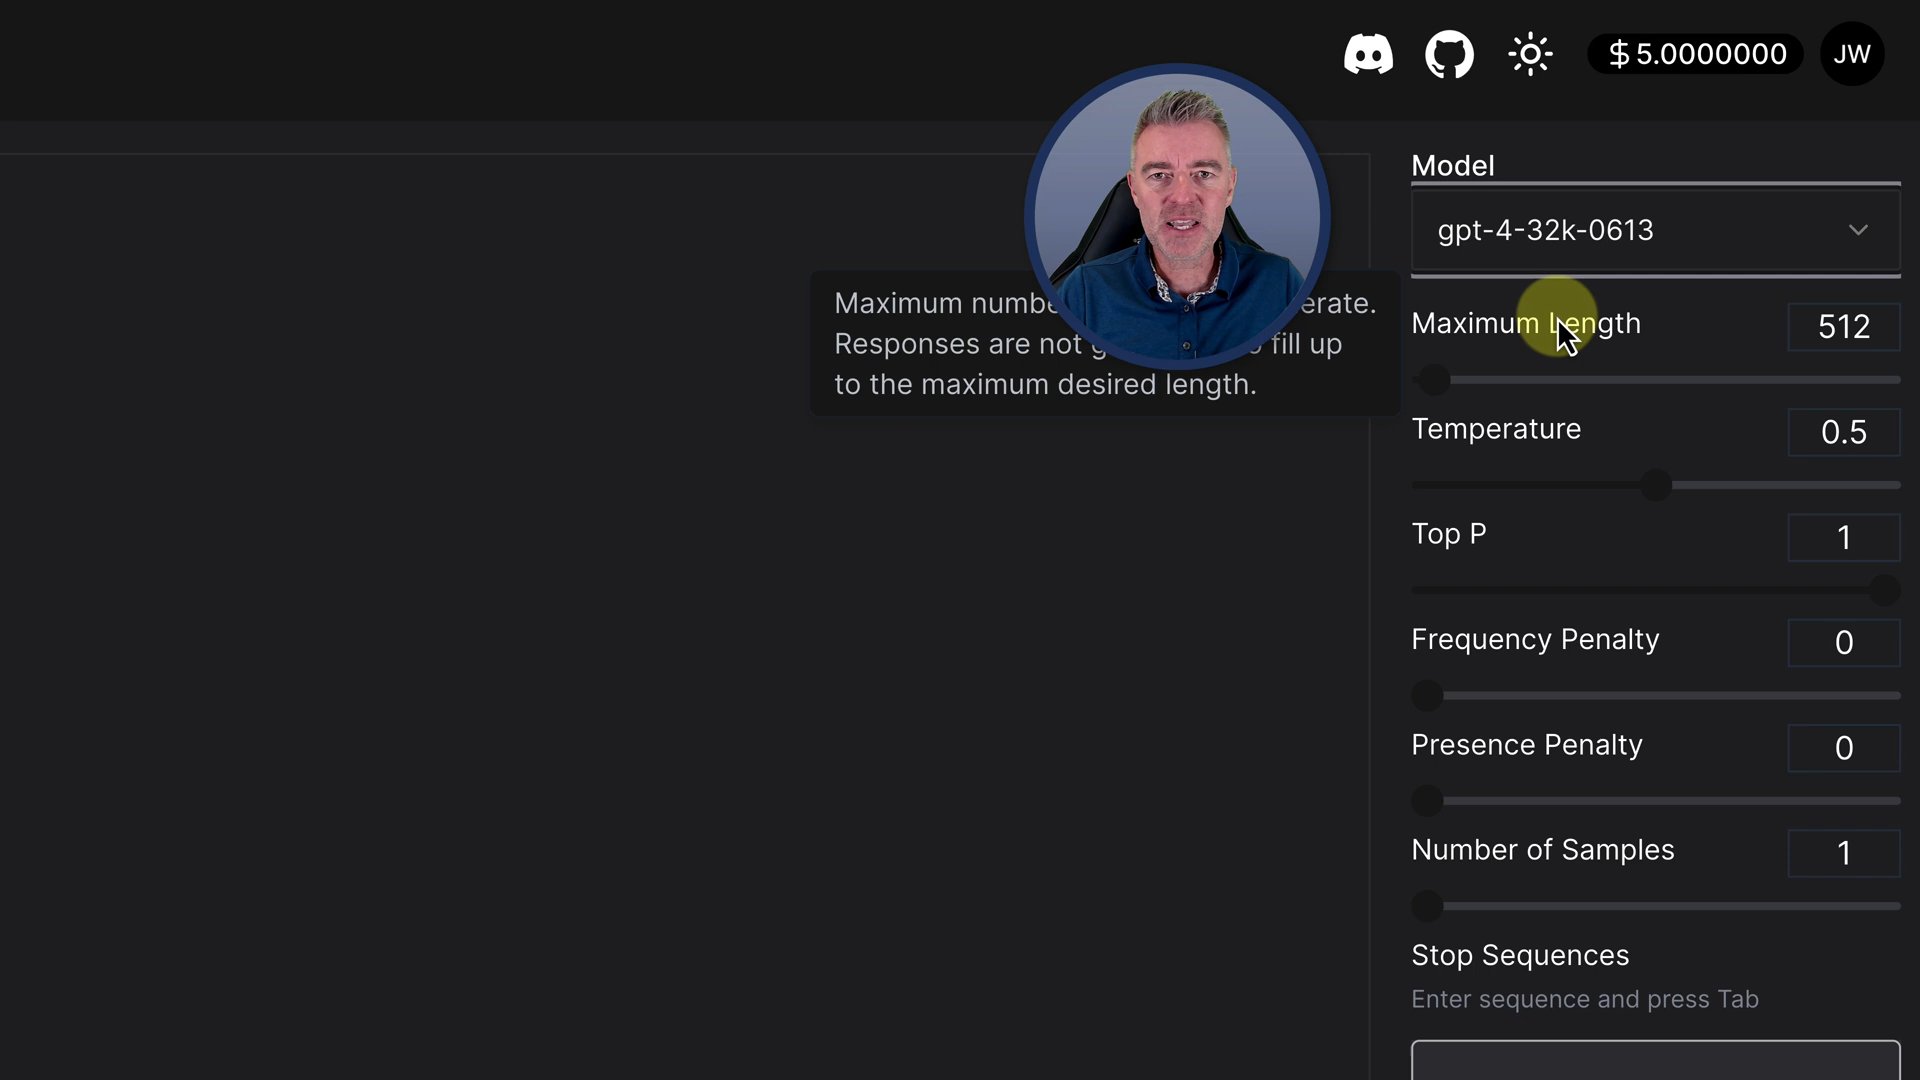 $5.0000000 JW
Model
gpt-4-32k-0613
Maximum erate.
Responses are not fill up
to the maximum desired length.
Maximum Length 512
Temperature 0.5
Top P 1
Frequency Penalty 0
Presence Penalty 0
Number of Samples 1
Stop Sequences
Enter sequence and press Tab